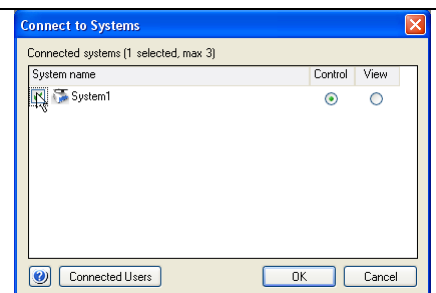 Connect to Systems
Connected systems (1 selected, max 3)
System name Control View
System1
Connected Users OK Cancel